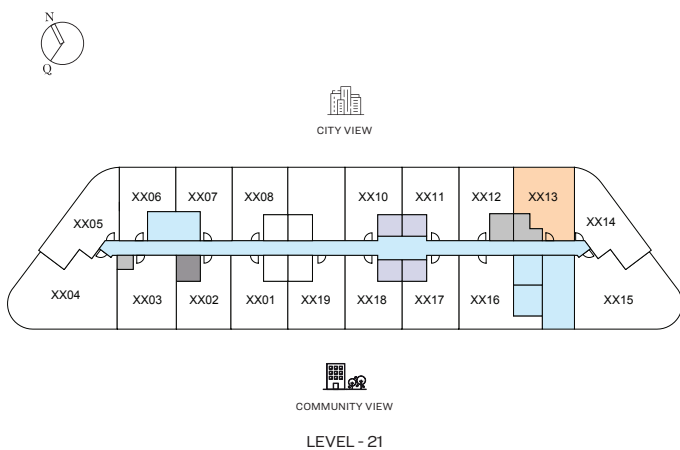 N
Q
CITY VIEW
XX06 XX07 XX08 XX10 XX11 XX12 XX13
XX05 XX14
XX04 XX03 XX02 XX01 XX19 XX18 XX17 XX16 XX15
COMMUNITY VIEW
LEVEL - 21